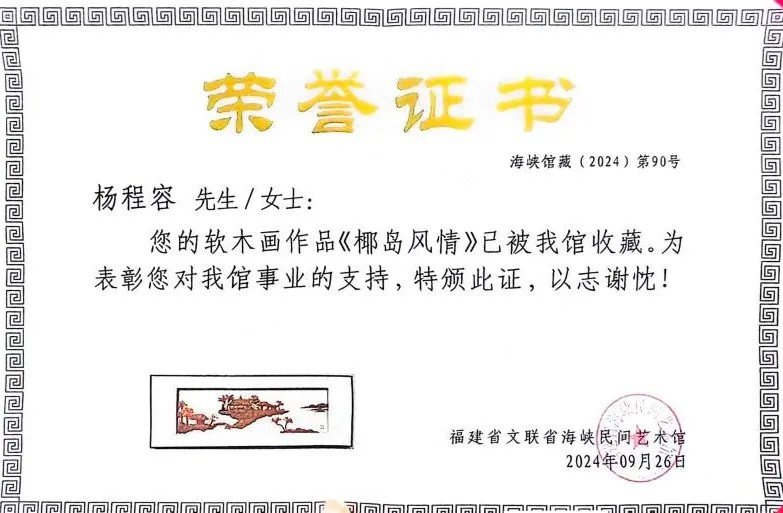 荣誉证书
海峡馆藏（2024）第90号
杨程容 先生/女士：
您的软木画作品《椰岛风情》已被我馆收藏。为
表彰您对我馆事业的支持，特颁此证，以志谢忱！
福建省文联省海峡民间艺术馆
2024年09月26日